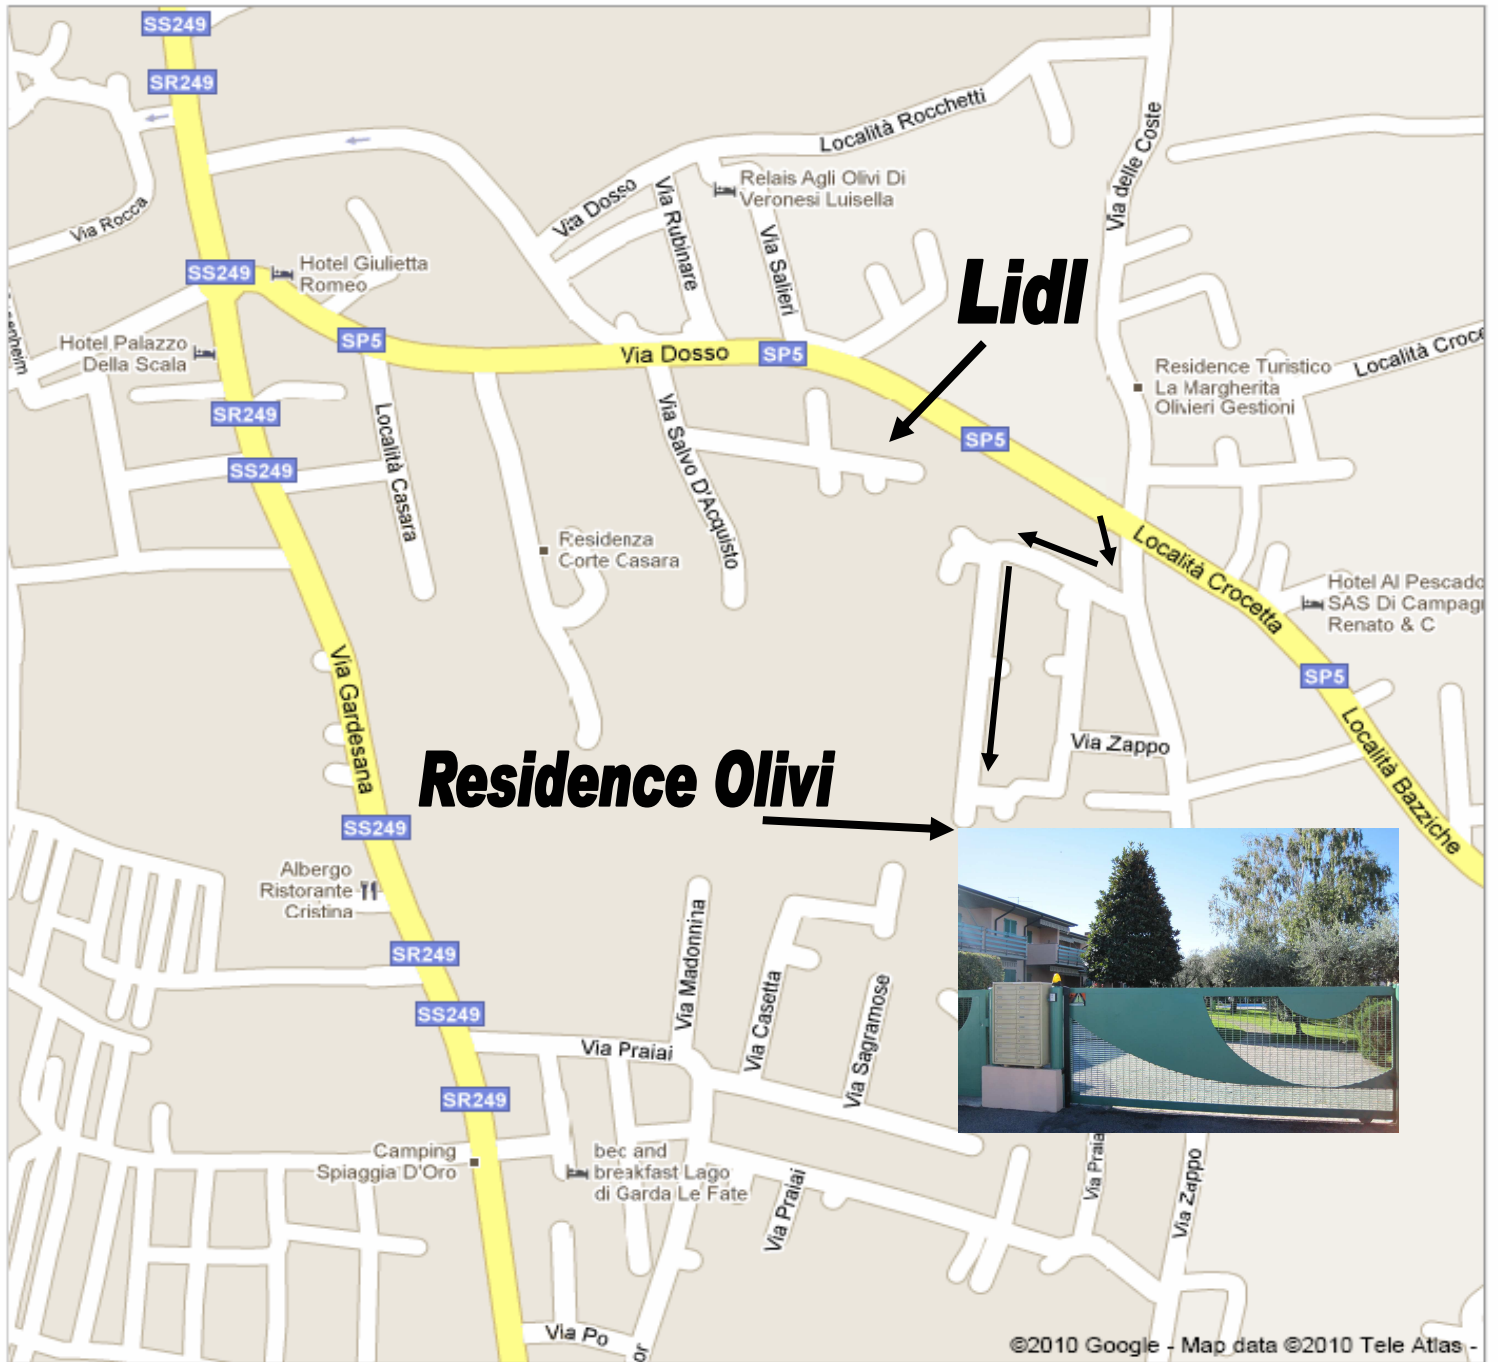 SS249
SR249
Località Rocchetti
Via delle Coste
Relais Agli Olivi Di
Veronesi Luisella
Via Dosso
Via Rubinare
Via Salieri
Via Rocca
SS249
Hotel Giulietta
Romeo
Lidl
Hotel Palazzo
Della Scala
SP5
Via Dosso
SP5
Località Croce
Residence Turistico
La Margherita
Olivieri Gestioni
SR249
SS249
Località Casara
Via Salvo D'Acquisto
SP5
Residenza
Corte Casara
Località Crocetta
Hotel Al Pescado
SAS Di Campag
Renato & C
SP5
Via Gardesana
Via Zappo
Località Bazziche
Residence Olivi
SS249
Albergo
Ristorante
Cristina
SR249
SS249
Via Madonnina
Via Casetta
Via Sagramose
Via Praiai
SR249
Camping
Spiaggia D'Oro
bed and
breakfast Lago
di Garda Le Fate
Via Praiai
Via Praia
Via Zappo
Via Po
or
©2010 Google - Map data ©2010 Tele Atlas -